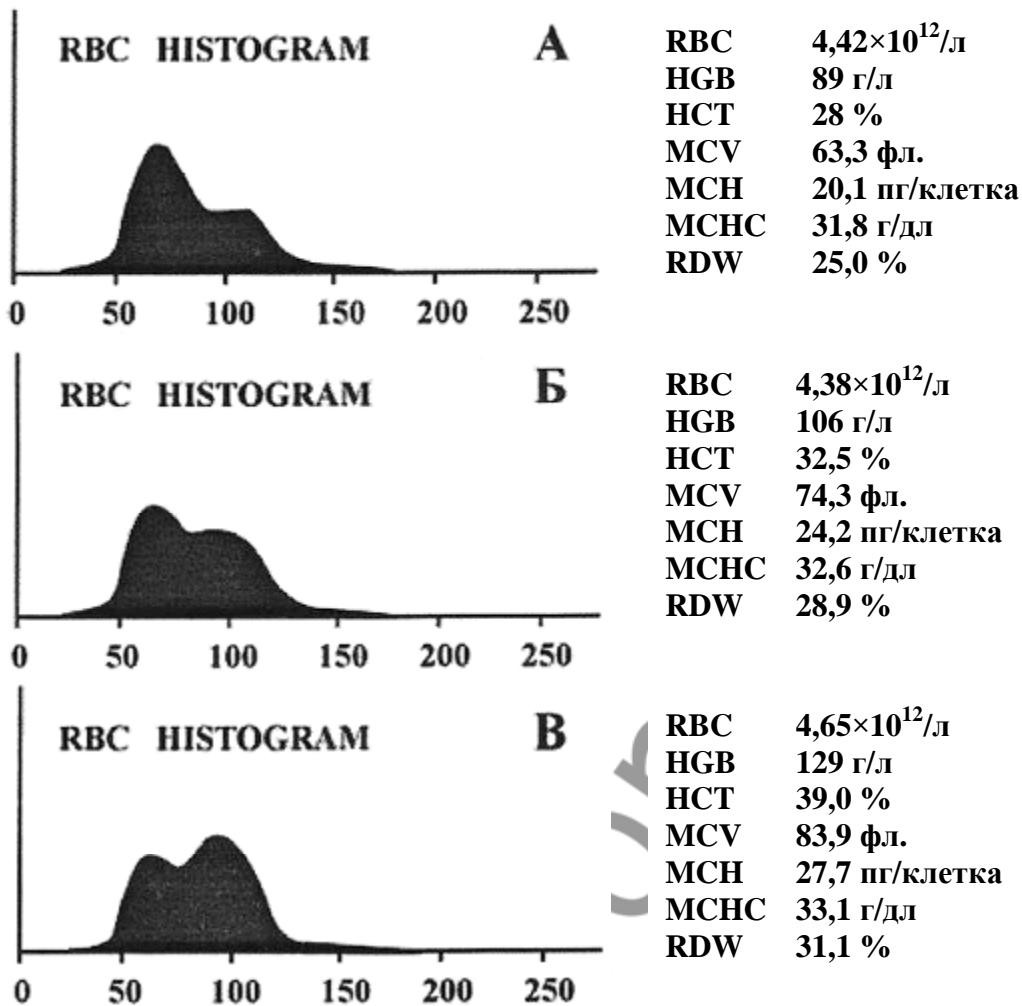 RBC HISTOGRAM А
0 50 100 150 200 250
RBC 4,42×10¹²/л
HGB 89 г/л
HCT 28 %
MCV 63,3 фл.
MCH 20,1 пг/клетка
MCHC 31,8 г/дл
RDW 25,0 %
RBC HISTOGRAM Б
0 50 100 150 200 250
RBC 4,38×10¹²/л
HGB 106 г/л
HCT 32,5 %
MCV 74,3 фл.
MCH 24,2 пг/клетка
MCHC 32,6 г/дл
RDW 28,9 %
RBC HISTOGRAM В
0 50 100 150 200 250
RBC 4,65×10¹²/л
HGB 129 г/л
HCT 39,0 %
MCV 83,9 фл.
MCH 27,7 пг/клетка
MCHC 33,1 г/дл
RDW 31,1 %